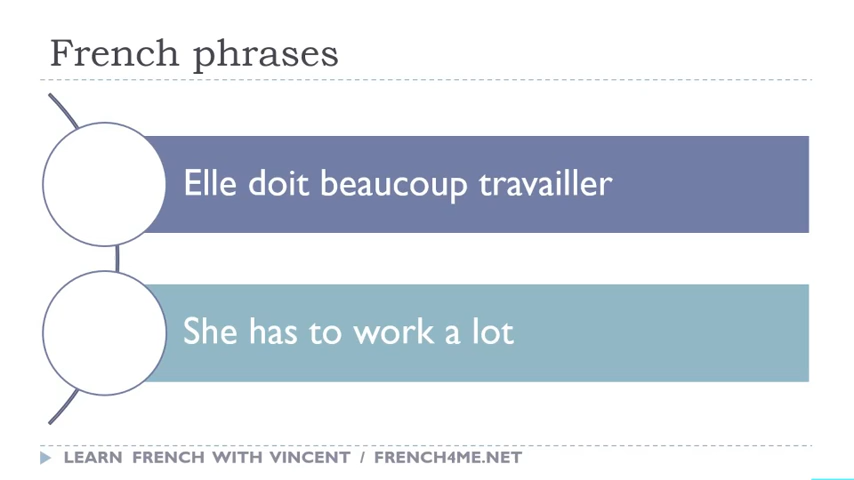 French phrases
Elle doit beaucoup travailler
She has to work a lot
LEARN FRENCH WITH VINCENT / FRENCH4ME.NET